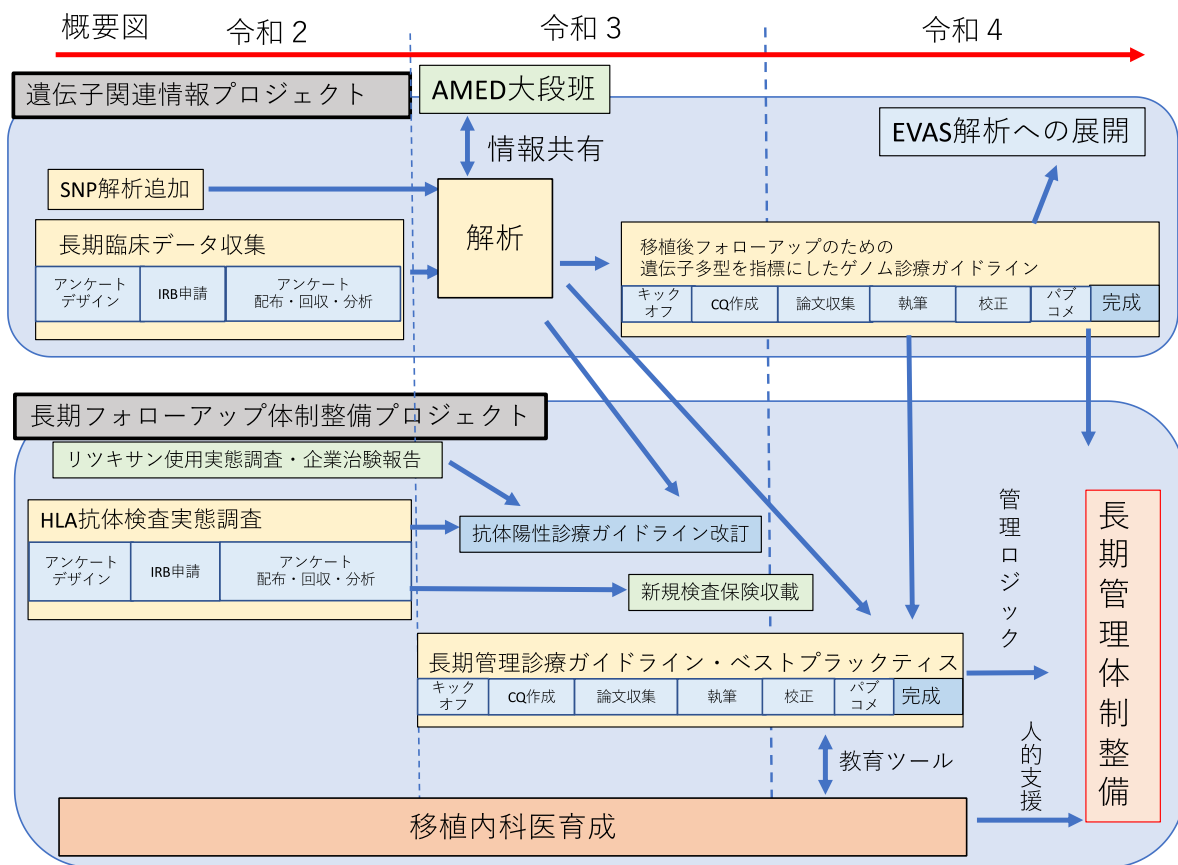 概要図
令和２
令和３
令和４
遺伝子関連情報プロジェクト
AMED大段班
情報共有
EVAS解析への展開
SNP解析追加
解析
長期臨床データ収集
アンケート
デザイン
IRB申請
アンケート
配布・回収・分析
移植後フォローアップのための
遺伝子多型を指標にしたゲノム診療ガイドライン
キック
オフ
CQ作成
論文収集
執筆
校正
パブ
コメ
完成
長期フォローアップ体制整備プロジェクト
リツキサン使用実態調査・企業治験報告
HLA抗体検査実態調査
アンケート
デザイン
IRB申請
アンケート
配布・回収・分析
抗体陽性診療ガイドライン改訂
新規検査保険収載
長期管理診療ガイドライン・ベストプラックティス
キック
オフ
CQ作成
論文収集
執筆
校正
パブ
コメ
完成
管理ロジック
長期管理体制整備
教育ツール
人的支援
移植内科医育成